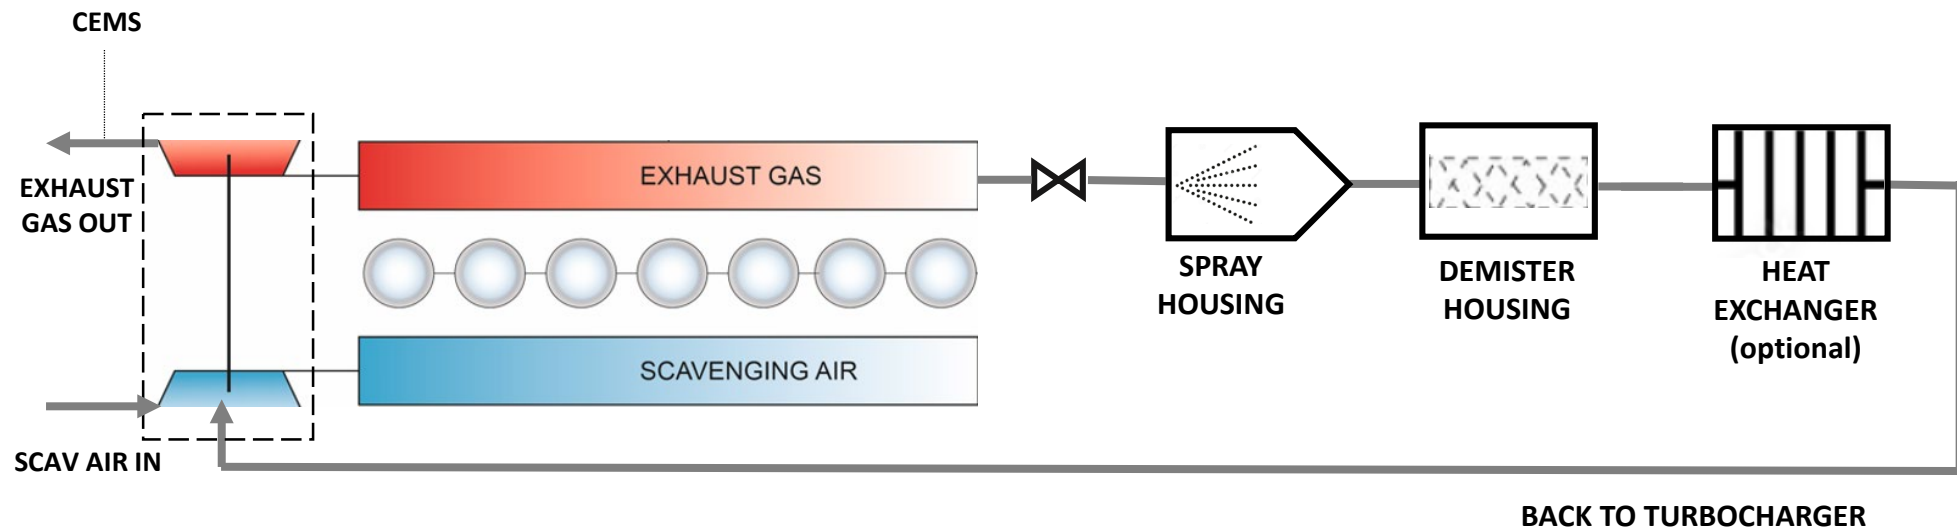 CEMS
EXHAUST
GAS OUT
EXHAUST GAS
SPRAY
HOUSING
DEMISTER
HOUSING
HEAT
EXCHANGER
(optional)
SCAVENGING AIR
SCAV AIR IN
BACK TO TURBOCHARGER